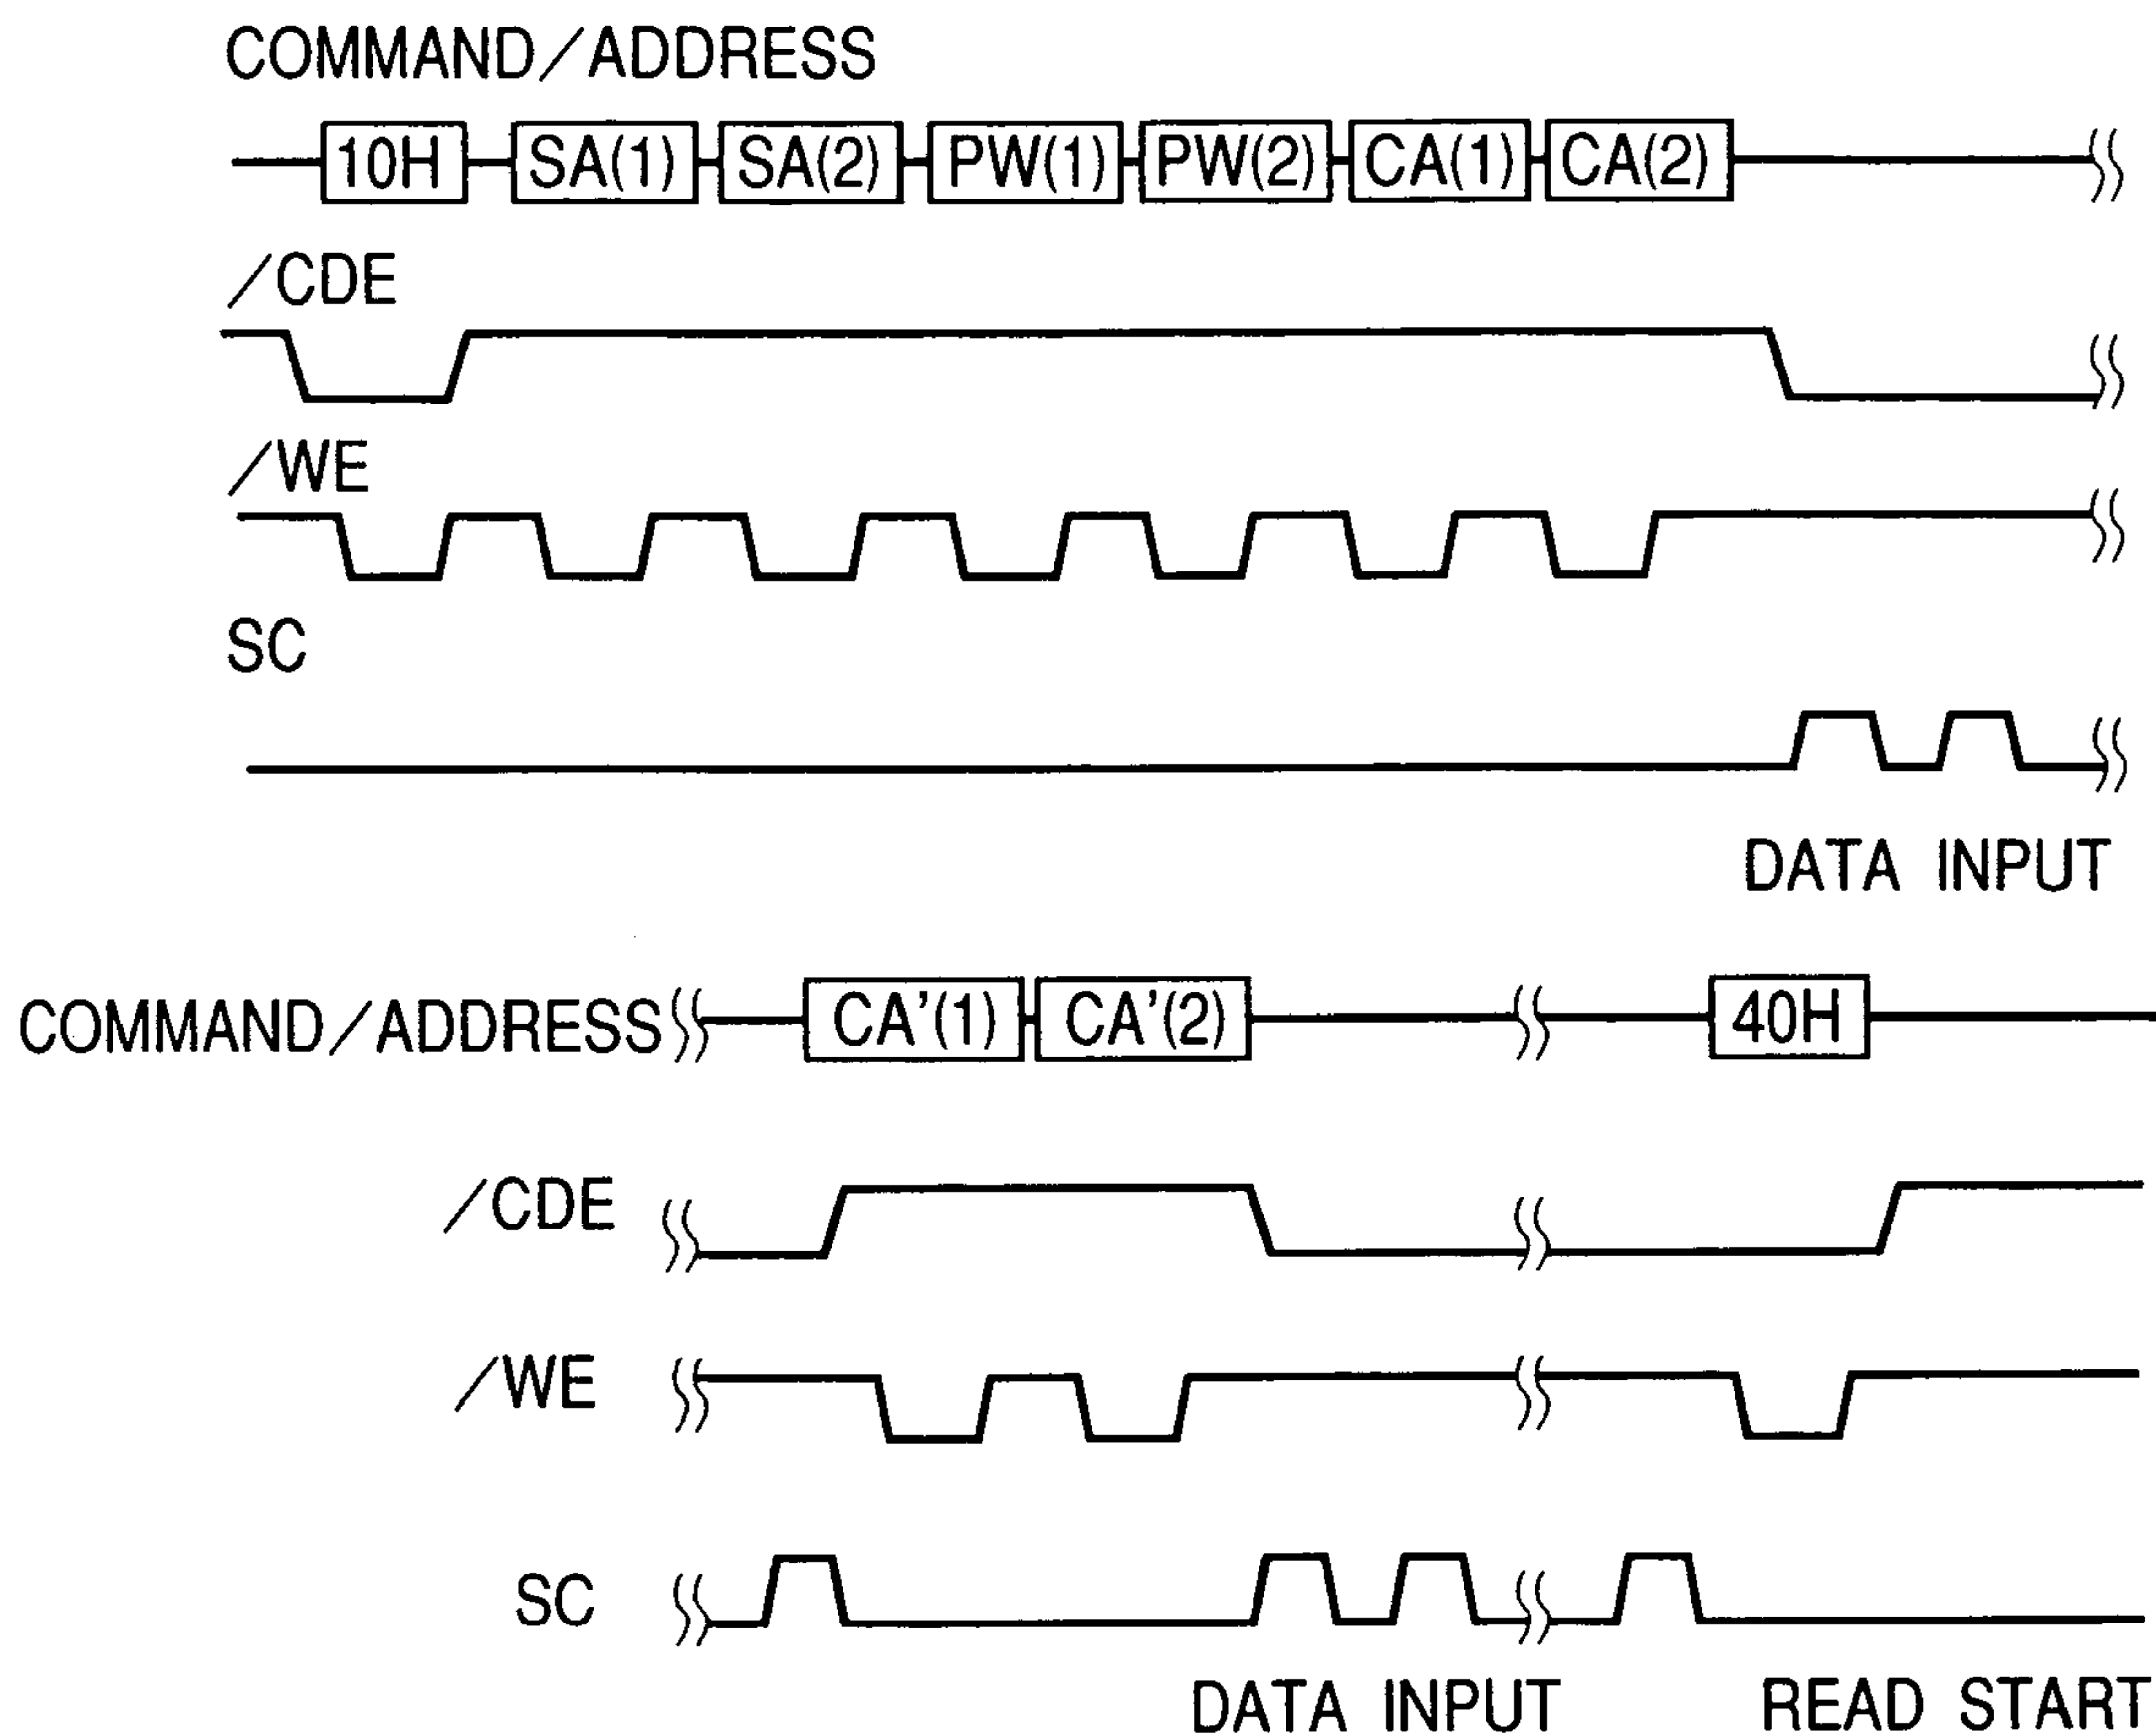 COMMAND/ADDRESS
10H SA(1) SA(2) PW(1) PW(2) CA(1) CA(2)
/CDE
/WE
SC
DATA INPUT
COMMAND/ADDRESS CA'(1) CA'(2) 40H
/CDE
/WE
SC
DATA INPUT READ START